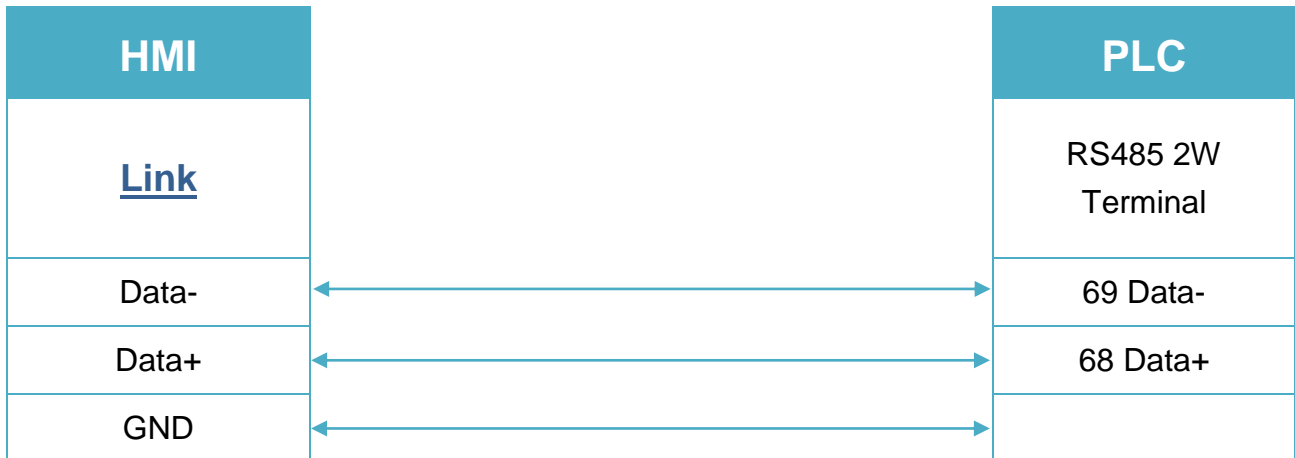 HMI
PLC
Link
RS485 2W
Terminal
Data-
69 Data-
Data+
68 Data+
GND